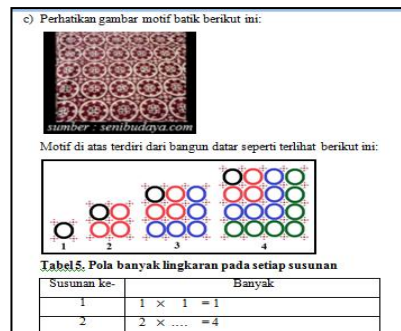 c) Perhatikan gambar motif batik berikut ini:
sumber : senibudaya.com
Motif di atas terdiri dari bangun datar seperti terlihat berikut ini:
1 2 3 4
Tabel5. Pola banyak lingkaran pada setiap susunan
Susunan ke- Banyak
1 1 × 1 = 1
2 2 × .... = 4